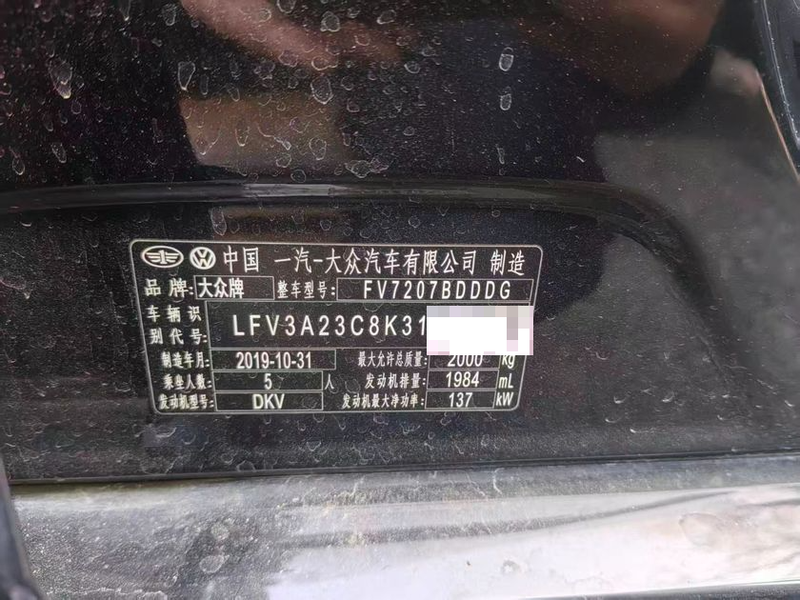 中国 一汽-大众汽车有限公司 制造
品牌: 大众牌 整车型号: FV7207BDDDG
车辆识别代号: LFV3A23C8K31
制造年月: 2019-10-31 最大允许总质量: 2000 kg
乘坐人数: 5 人 发动机排量: 1984 mL
发动机型号: DKV 发动机最大净功率: 137 kW